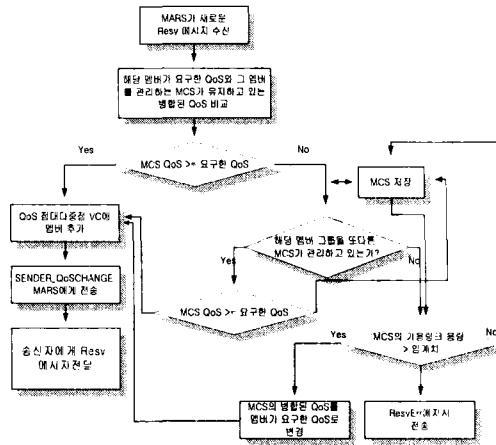 MARS가 새로운
Resv 메시지 수신
해당 멤버가 요구한 QoS와 그 멤버
를 관리하는 MCS가 유지하고 있는
병합된 QoS 비교
Yes
No
MCS QoS >= 요구한 QoS
MCS 저장
QoS 점대다중점 VC에
멤버 추가
해당 멤버 그룹을 또다른
MCS가 관리하고 있는가?
Yes
No
SENDER_QoSCHANGE
MARS에게 전송
MCS QoS >= 요구한 QoS
송신자에게 Resv
메시지전달
Yes
MCS의 가용링크 용량
> 임계치
No
MCS의 병합된 QoS를
멤버가 요구한 QoS로
변경
ResvErr메시지
전송